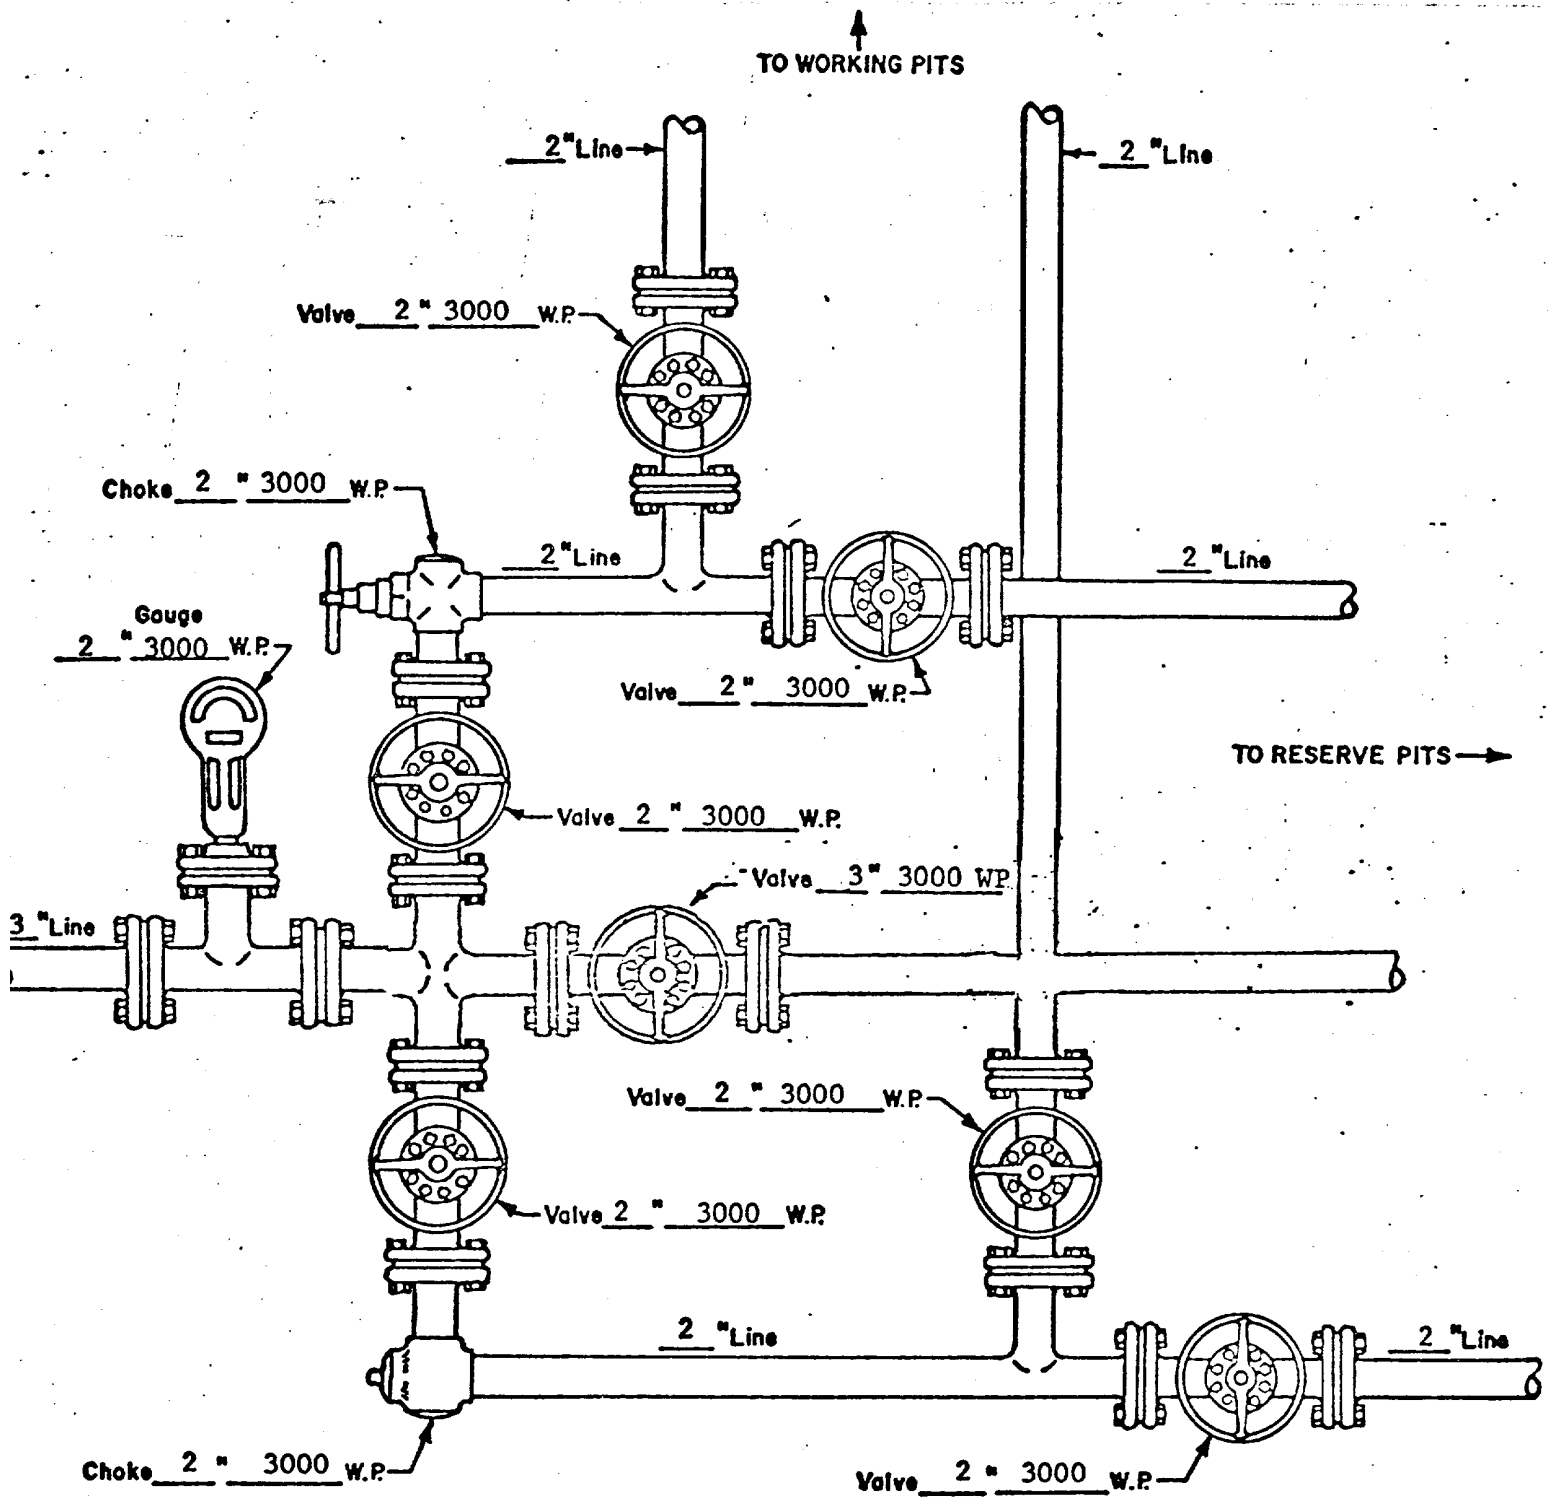 TO WORKING PITS
2 "Line
2 "Line
Valve 2 " 3000 W.P.
Choke 2 " 3000 W.P.
2 "Line
2 "Line
Gauge
2 " 3000 W.P.
Valve 2 " 3000 W.P.
TO RESERVE PITS
Valve 2 " 3000 W.P.
Valve 3 " 3000 WP
3 "Line
Valve 2 " 3000 W.P.
Valve 2 " 3000 W.P.
2 "Line
2 "Line
Choke 2 " 3000 W.P.
Valve 2 " 3000 W.P.